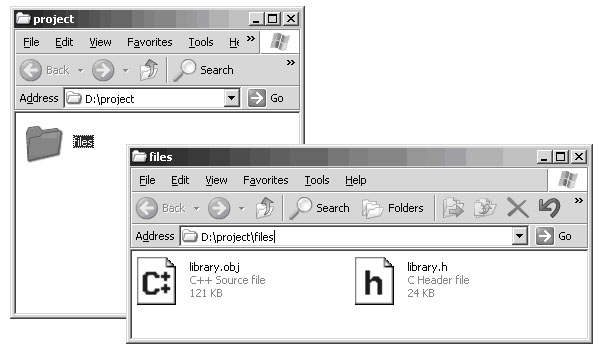 project
File Edit View Favorites Tools He »
Back Search »
Address D:\project Go
files
files
File Edit View Favorites Tools Help
Back Search Folders »
Address D:\project\files Go
library.obj
C++ Source file
121 KB
library.h
C Header file
24 KB
C++
h